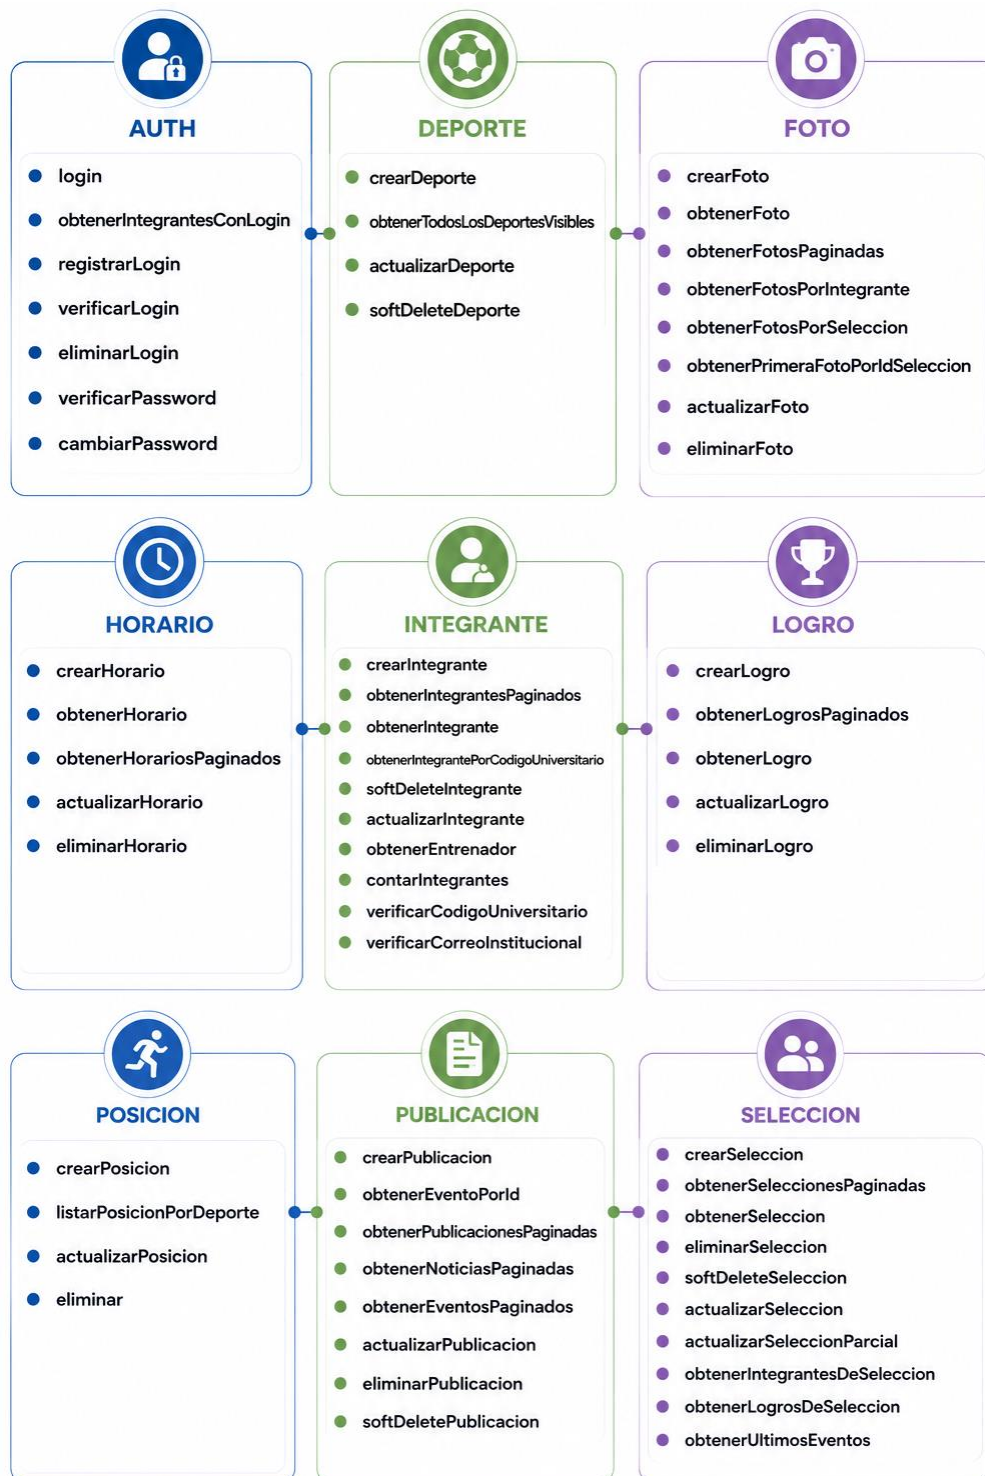 AUTH
login
obtenerIntegrantesConLogin
registrarLogin
verificarLogin
eliminarLogin
verificarPassword
cambiarPassword
DEPORTE
crearDeporte
obtenerTodosLosDeportesVisibles
actualizarDeporte
softDeleteDeporte
FOTO
crearFoto
obtenerFoto
obtenerFotosPaginadas
obtenerFotosPorIntegrante
obtenerFotosPorSeleccion
obtenerPrimeraFotoPorIdSeleccion
actualizarFoto
eliminarFoto
HORARIO
crearHorario
obtenerHorario
obtenerHorariosPaginados
actualizarHorario
eliminarHorario
INTEGRANTE
crearIntegrante
obtenerIntegrantesPaginados
obtenerIntegrante
obtenerIntegrantePorCodigoUniversitario
softDeleteIntegrante
actualizarIntegrante
obtenerEntrenador
contarIntegrantes
verificarCodigoUniversitario
verificarCorreoInstitucional
LOGRO
crearLogro
obtenerLogrosPaginados
obtenerLogro
actualizarLogro
eliminarLogro
POSICION
crearPosicion
listarPosicionPorDeporte
actualizarPosicion
eliminar
PUBLICACION
crearPublicacion
obtenerEventoPorId
obtenerPublicacionesPaginadas
obtenerNoticiasPaginadas
obtenerEventosPaginados
actualizarPublicacion
eliminarPublicacion
softDeletePublicacion
SELECCION
crearSeleccion
obtenerSeleccionesPaginadas
obtenerSeleccion
eliminarSeleccion
softDeleteSeleccion
actualizarSeleccion
actualizarSeleccionParcial
obtenerIntegrantesDeSeleccion
obtenerLogrosDeSeleccion
obtenerUltimosEventos